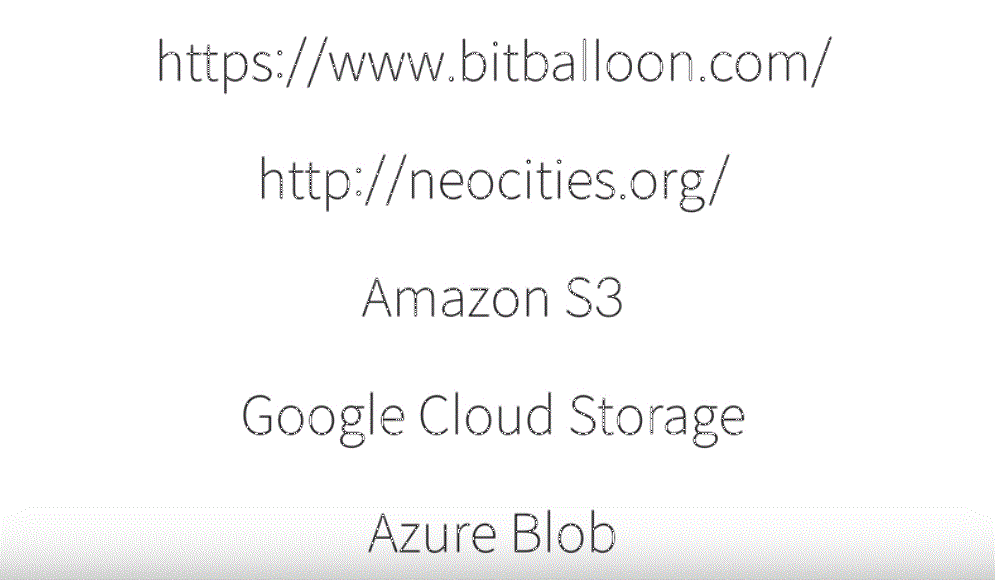 https://www.bitballoon.com/
http://neocities.org/
Amazon S3
Google Cloud Storage
Azure Blob